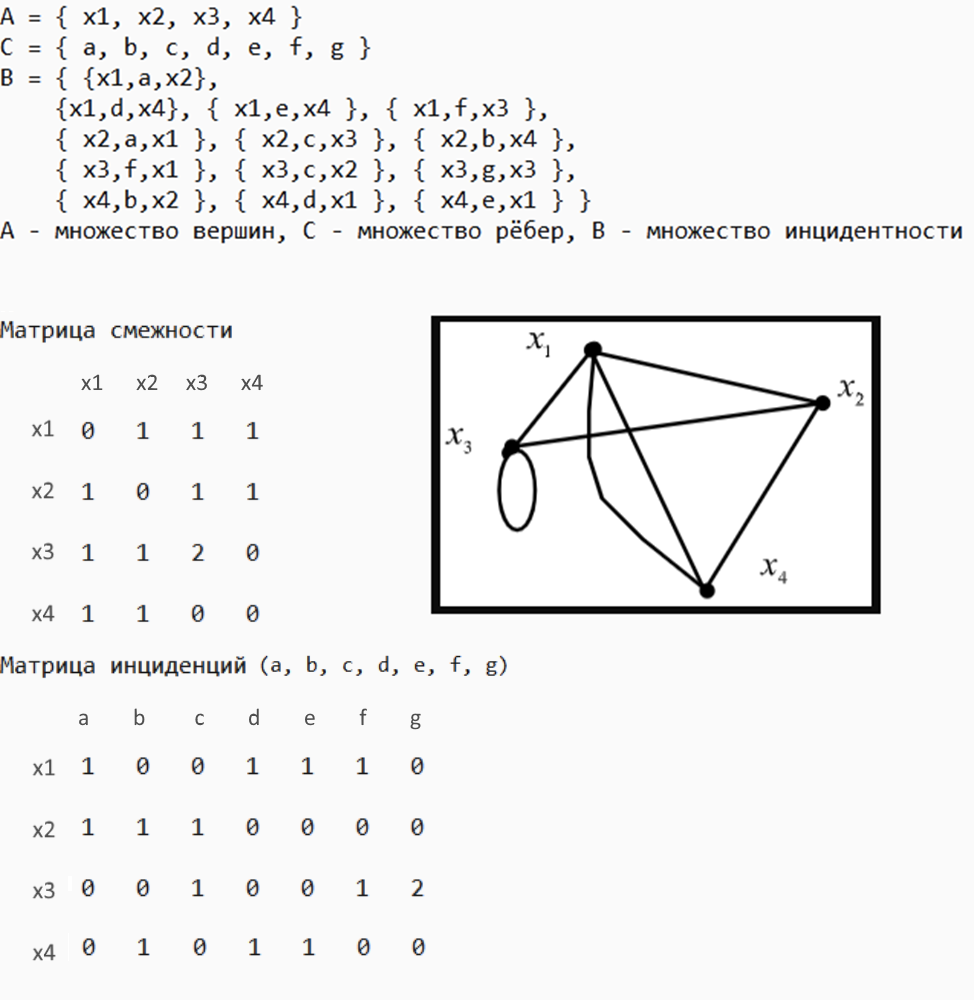 A = { x1, x2, x3, x4 }
C = { a, b, c, d, e, f, g }
B = { {x1,a,x2},
{x1,d,x4}, { x1,e,x4 }, { x1,f,x3 },
{ x2,a,x1 }, { x2,c,x3 }, { x2,b,x4 },
{ x3,f,x1 }, { x3,c,x2 }, { x3,g,x3 },
{ x4,b,x2 }, { x4,d,x1 }, { x4,e,x1 } }
A - множество вершин, C - множество рёбер, B - множество инцидентности
Матрица смежности
x1 x2 x3 x4
x1 0 1 1 1
x2 1 0 1 1
x3 1 1 2 0
x4 1 1 0 0
x₁
x₂
x₃
x₄
Матрица инциденций (a, b, c, d, e, f, g)
a b c d e f g
x1 1 0 0 1 1 1 0
x2 1 1 1 0 0 0 0
x3 0 0 1 0 0 1 2
x4 0 1 0 1 1 0 0